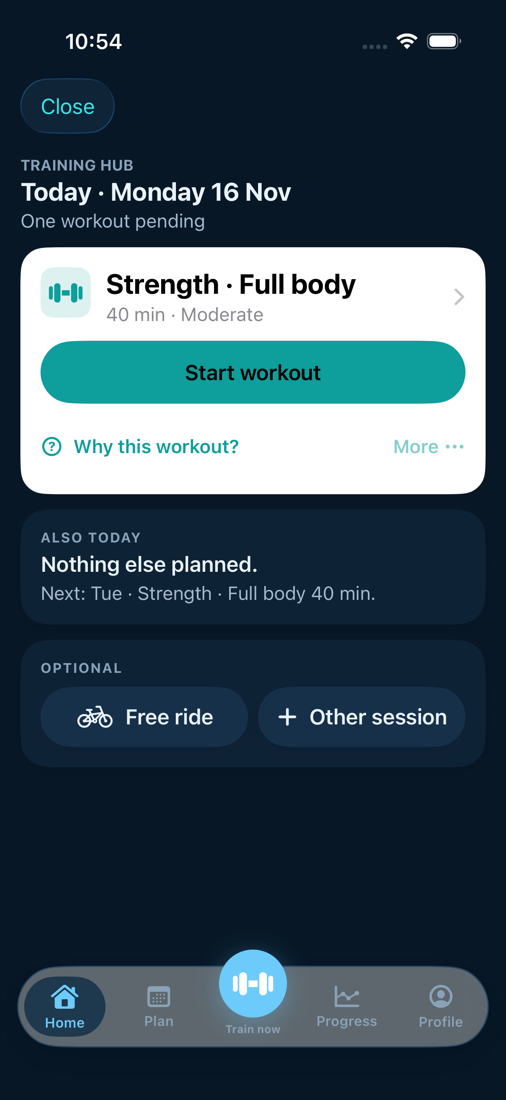 10:54
Close
TRAINING HUB
Today · Monday 16 Nov
One workout pending
Strength · Full body
40 min · Moderate
Start workout
Why this workout?
More ···
ALSO TODAY
Nothing else planned.
Next: Tue · Strength · Full body 40 min.
OPTIONAL
Free ride
+ Other session
Home
Plan
Train now
Progress
Profile